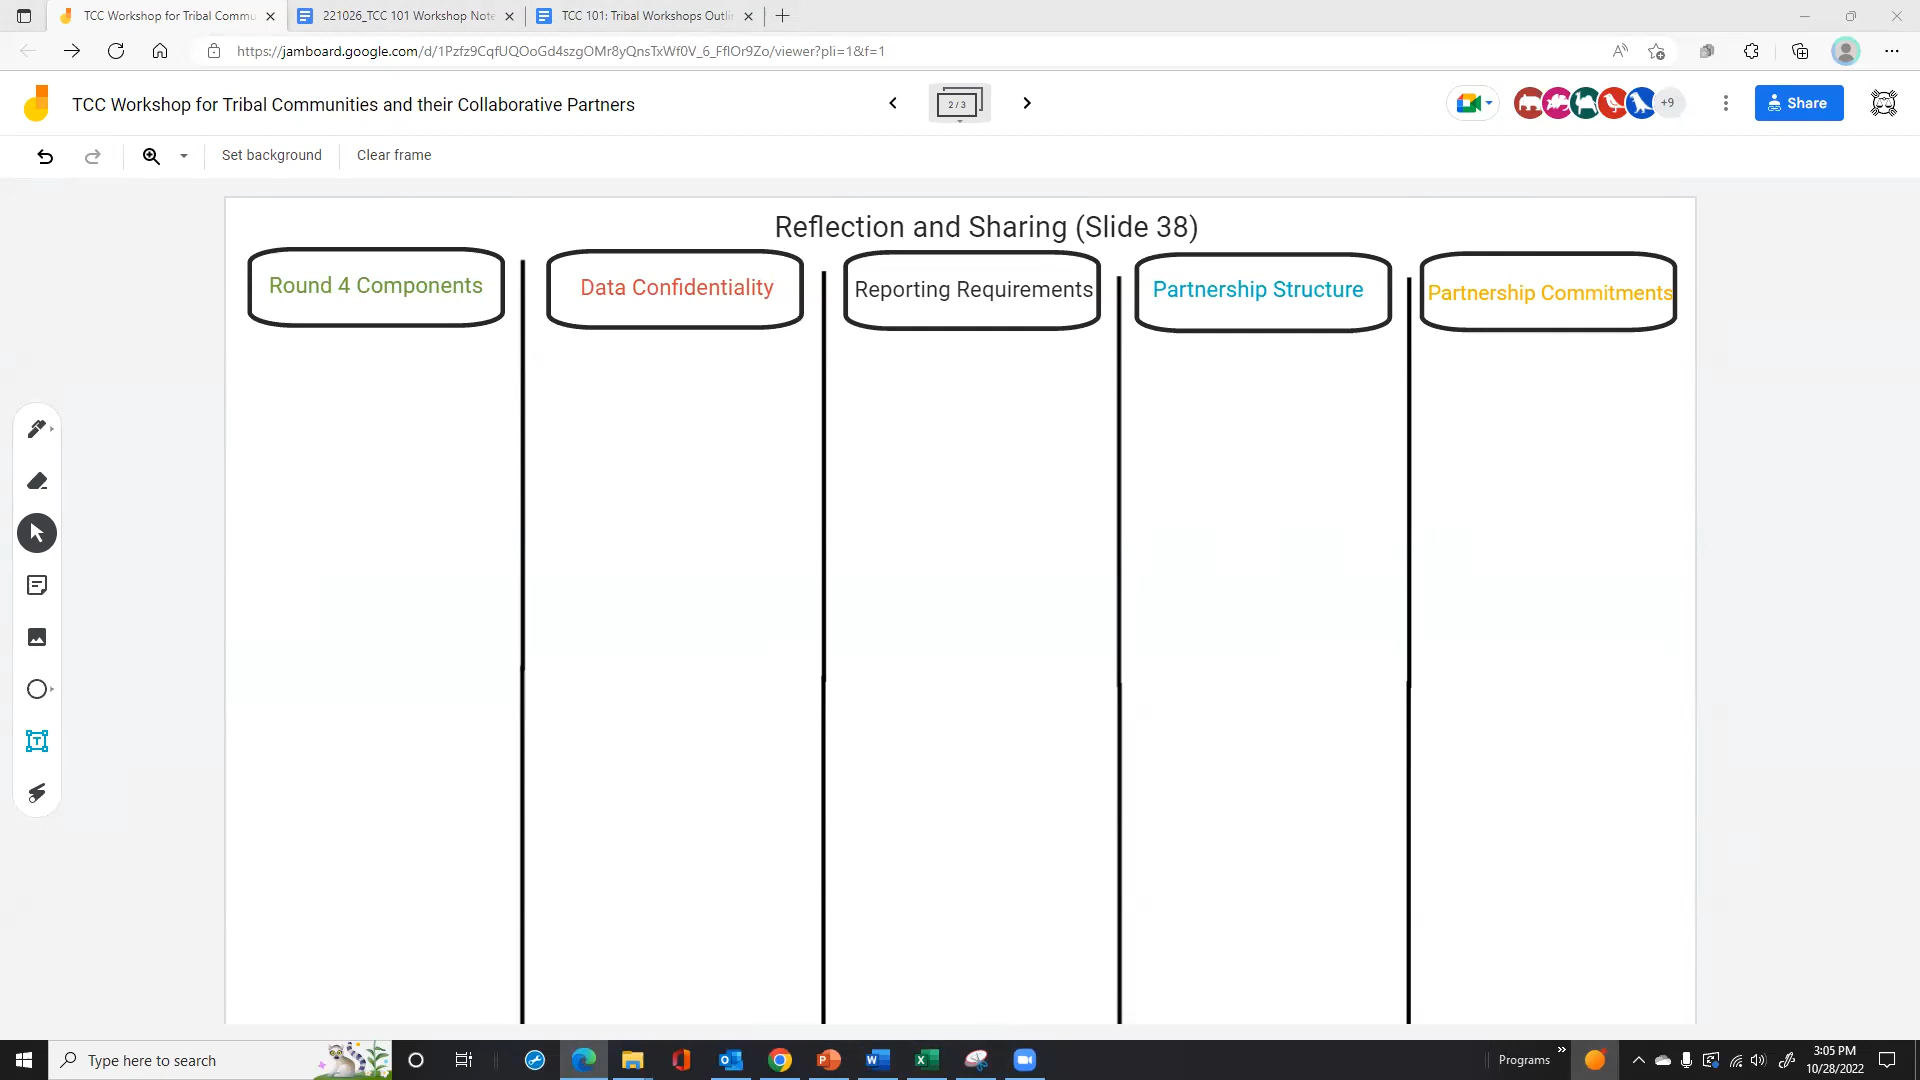 TCC Workshop for Tribal Commu
221026_TCC 101 Workshop Note
TCC 101: Tribal Workshops Outli
https://jamboard.google.com/d/1Pzfz9CqfUQOoGd4szgOMr8yQnsTxWf0V_6_FflOr9Zo/viewer?pli=1&f=1
TCC Workshop for Tribal Communities and their Collaborative Partners
2 / 3
+9
Share
Set background
Clear frame
Reflection and Sharing (Slide 38)
Round 4 Components
Data Confidentiality
Reporting Requirements
Partnership Structure
Partnership Commitments
Type here to search
Programs
3:05 PM
10/28/2022